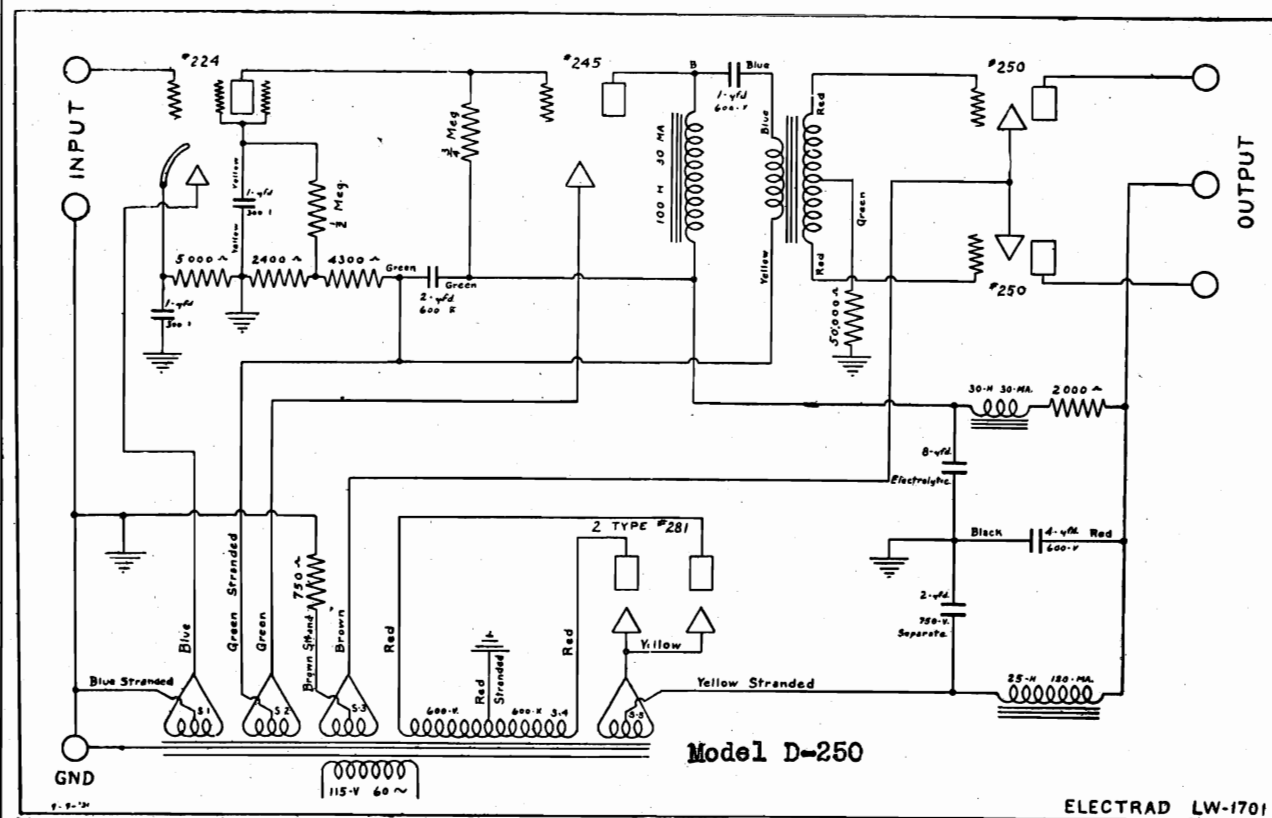 #224
#245
#250
INPUT
B
1-μfd
600-V
Blue
Blue
Red
100 H 30 MA
¾ Meg
Yellow
1-μfd
300
Yellow
½ Meg.
5000 ~
2400 ~
4300 ~
Green
Green
2-μfd.
600
1-μfd
300
Yellow
Red
Green
50,000 ~
#250
OUTPUT
30-H 30-MA.
2000 ~
8-μfd.
Electrolytic
Black
4-μfd.
Red
600-V
2-μfd.
750-V.
Separate
25-H
Yellow Stranded
2 TYPE #281
Yellow
Red
Red
Red Stranded
Brown
750 ~
Brown Strand
Green
Green Stranded
Blue
Blue Stranded
S.1
S.2
S.3
600-V.
S.4
S.5
115-V 60 ~
GND
Model D-250
ELECTRAD LW-1701